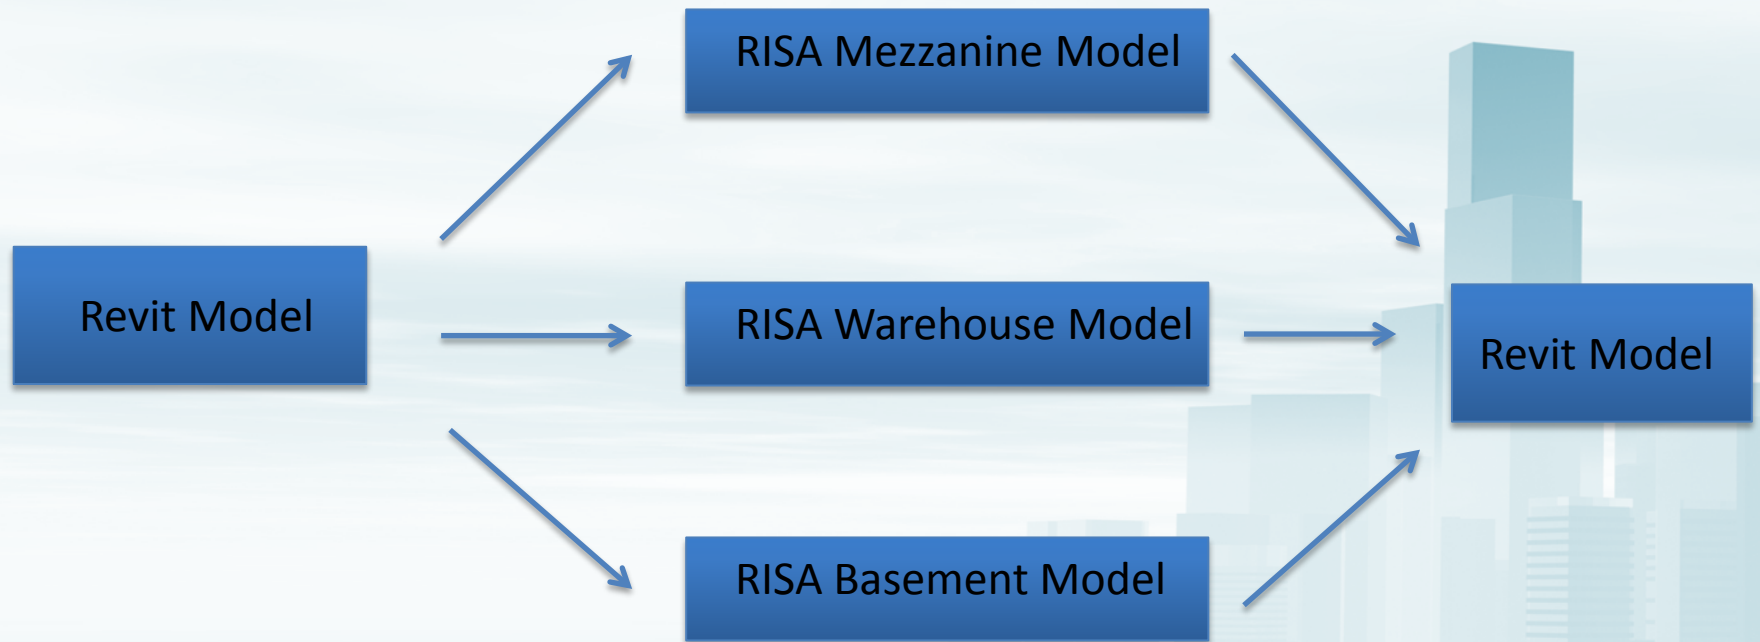 RISA Mezzanine Model
Revit Model
RISA Warehouse Model
Revit Model
RISA Basement Model